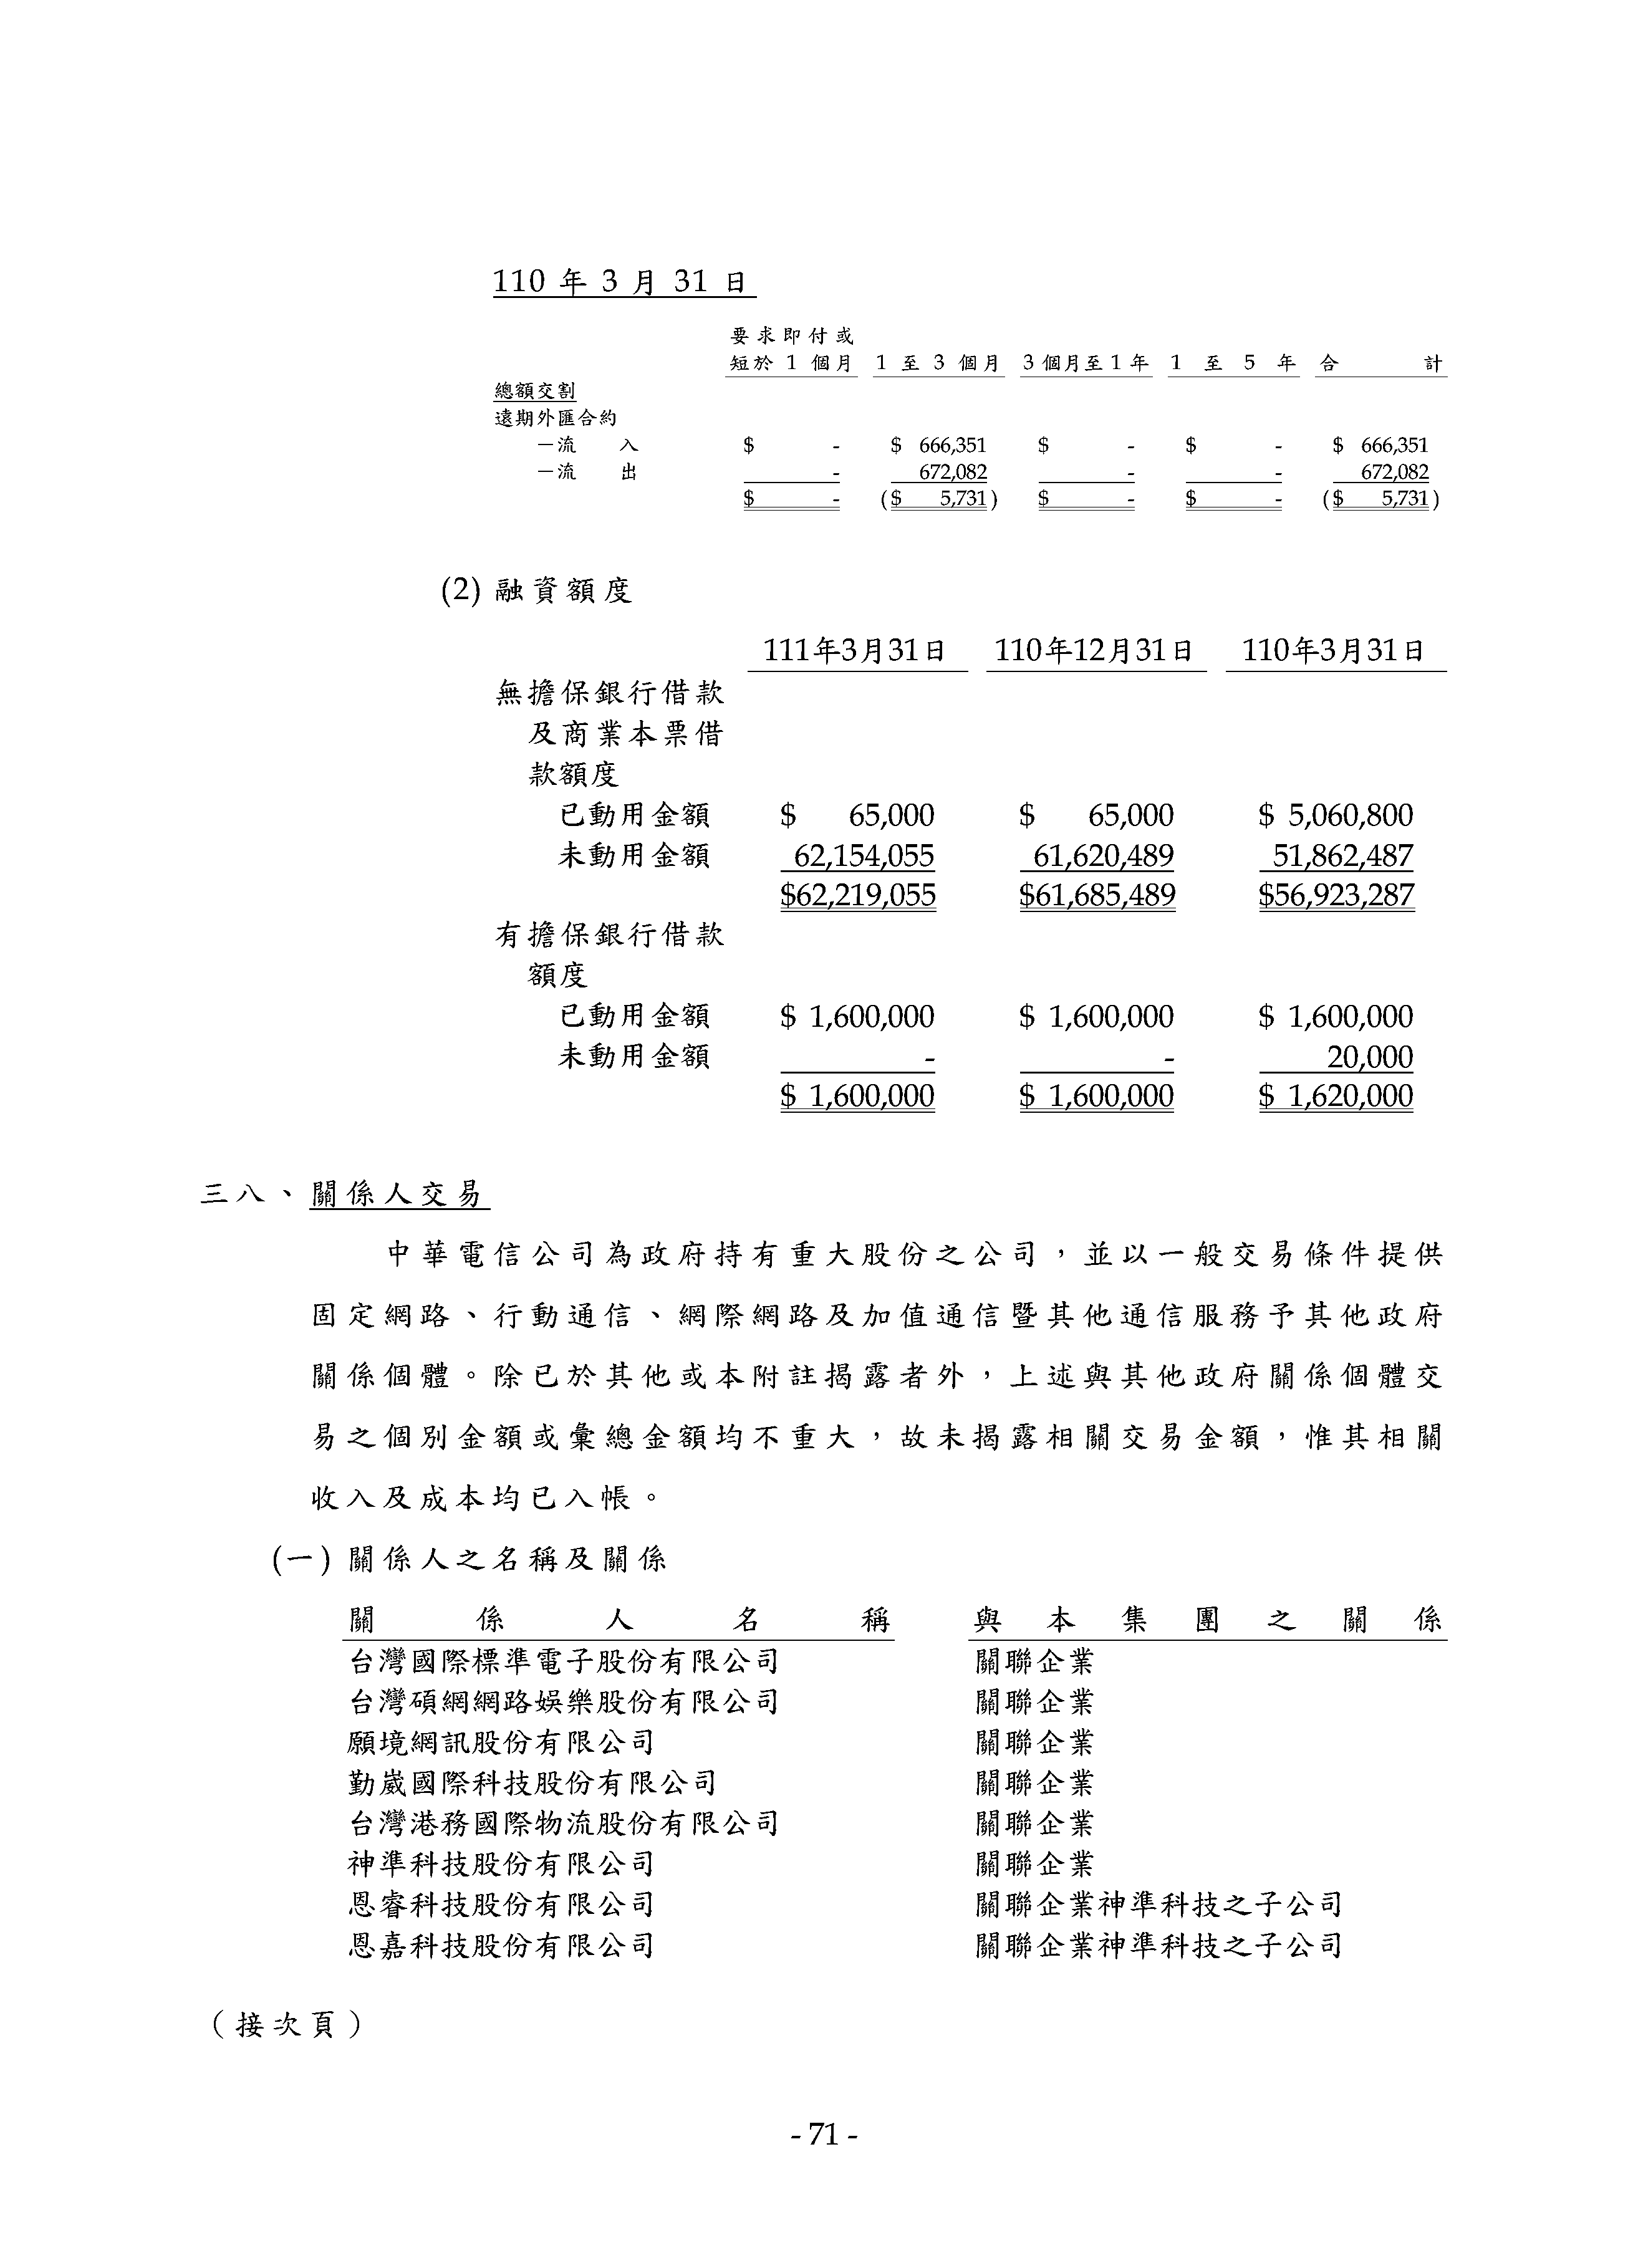 110 年 3 月 31 日
要求即付或
短於 1 個月 1 至 3 個月 3個月至1年 1 至 5 年 合 計
總額交割
遠期外匯合約
－流 入 $ - $ 666,351 $ - $ - $ 666,351
－流 出 - 672,082 - - 672,082
$ - ($ 5,731) $ - $ - ($ 5,731)
(2) 融資額度
111年3月31日 110年12月31日 110年3月31日
無擔保銀行借款
及商業本票借
款額度
已動用金額 $ 65,000 $ 65,000 $ 5,060,800
未動用金額 62,154,055 61,620,489 51,862,487
$62,219,055 $61,685,489 $56,923,287
有擔保銀行借款
額度
已動用金額 $ 1,600,000 $ 1,600,000 $ 1,600,000
未動用金額 - - 20,000
$ 1,600,000 $ 1,600,000 $ 1,620,000
三八、關係人交易
中華電信公司為政府持有重大股份之公司，並以一般交易條件提供
固定網路、行動通信、網際網路及加值通信暨其他通信服務予其他政府
關係個體。除已於其他或本附註揭露者外，上述與其他政府關係個體交
易之個別金額或彙總金額均不重大，故未揭露相關交易金額，惟其相關
收入及成本均已入帳。
(一) 關係人之名稱及關係
關係人名稱 與本集團之關係
台灣國際標準電子股份有限公司 關聯企業
台灣碩網網路娛樂股份有限公司 關聯企業
願境網訊股份有限公司 關聯企業
勤崴國際科技股份有限公司 關聯企業
台灣港務國際物流股份有限公司 關聯企業
神準科技股份有限公司 關聯企業
恩睿科技股份有限公司 關聯企業神準科技之子公司
恩嘉科技股份有限公司 關聯企業神準科技之子公司
（接次頁）
- 71 -